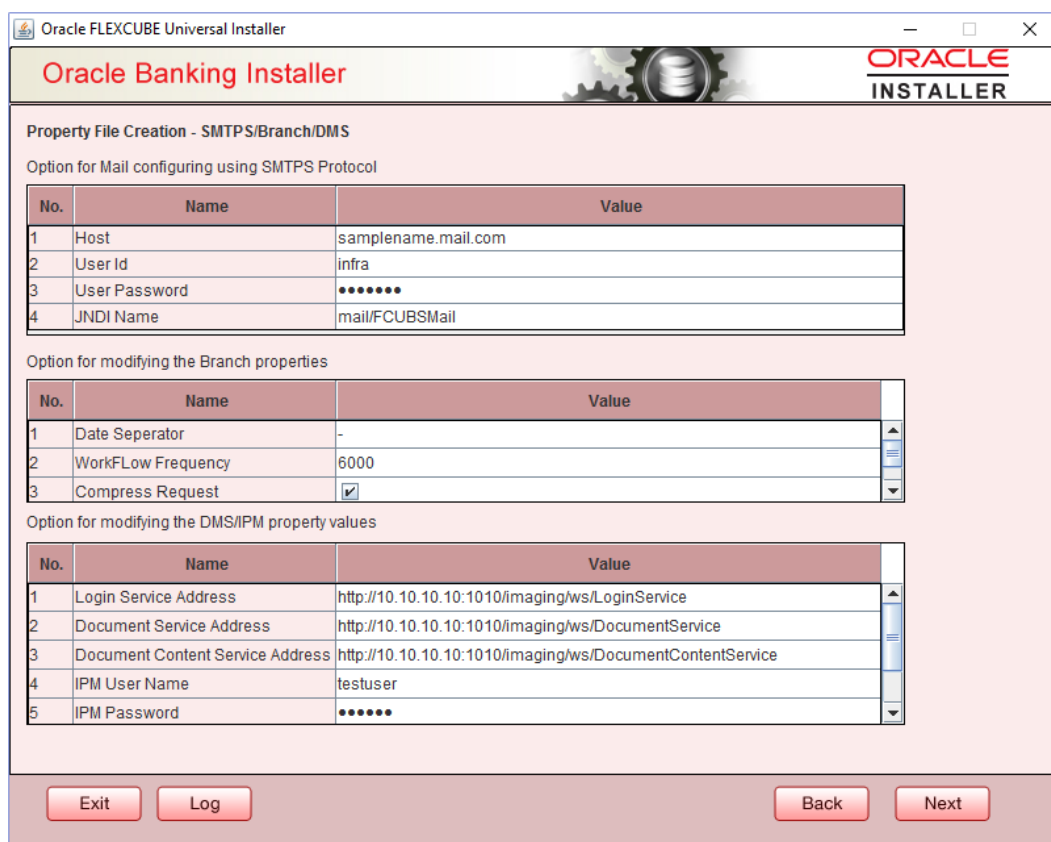 Oracle FLEXCUBE Universal Installer
Oracle Banking Installer
ORACLE
INSTALLER
Property File Creation - SMTPS/Branch/DMS
Option for Mail configuring using SMTPS Protocol
No. Name Value
1 Host samplename.mail.com
2 User Id infra
3 User Password •••••••
4 JNDI Name mail/FCUBSMail
Option for modifying the Branch properties
No. Name Value
1 Date Seperator -
2 WorkFLow Frequency 6000
3 Compress Request
Option for modifying the DMS/IPM property values
No. Name Value
1 Login Service Address http://10.10.10.10:1010/imaging/ws/LoginService
2 Document Service Address http://10.10.10.10:1010/imaging/ws/DocumentService
3 Document Content Service Address http://10.10.10.10:1010/imaging/ws/DocumentContentService
4 IPM User Name testuser
5 IPM Password ••••••
Exit Log Back Next